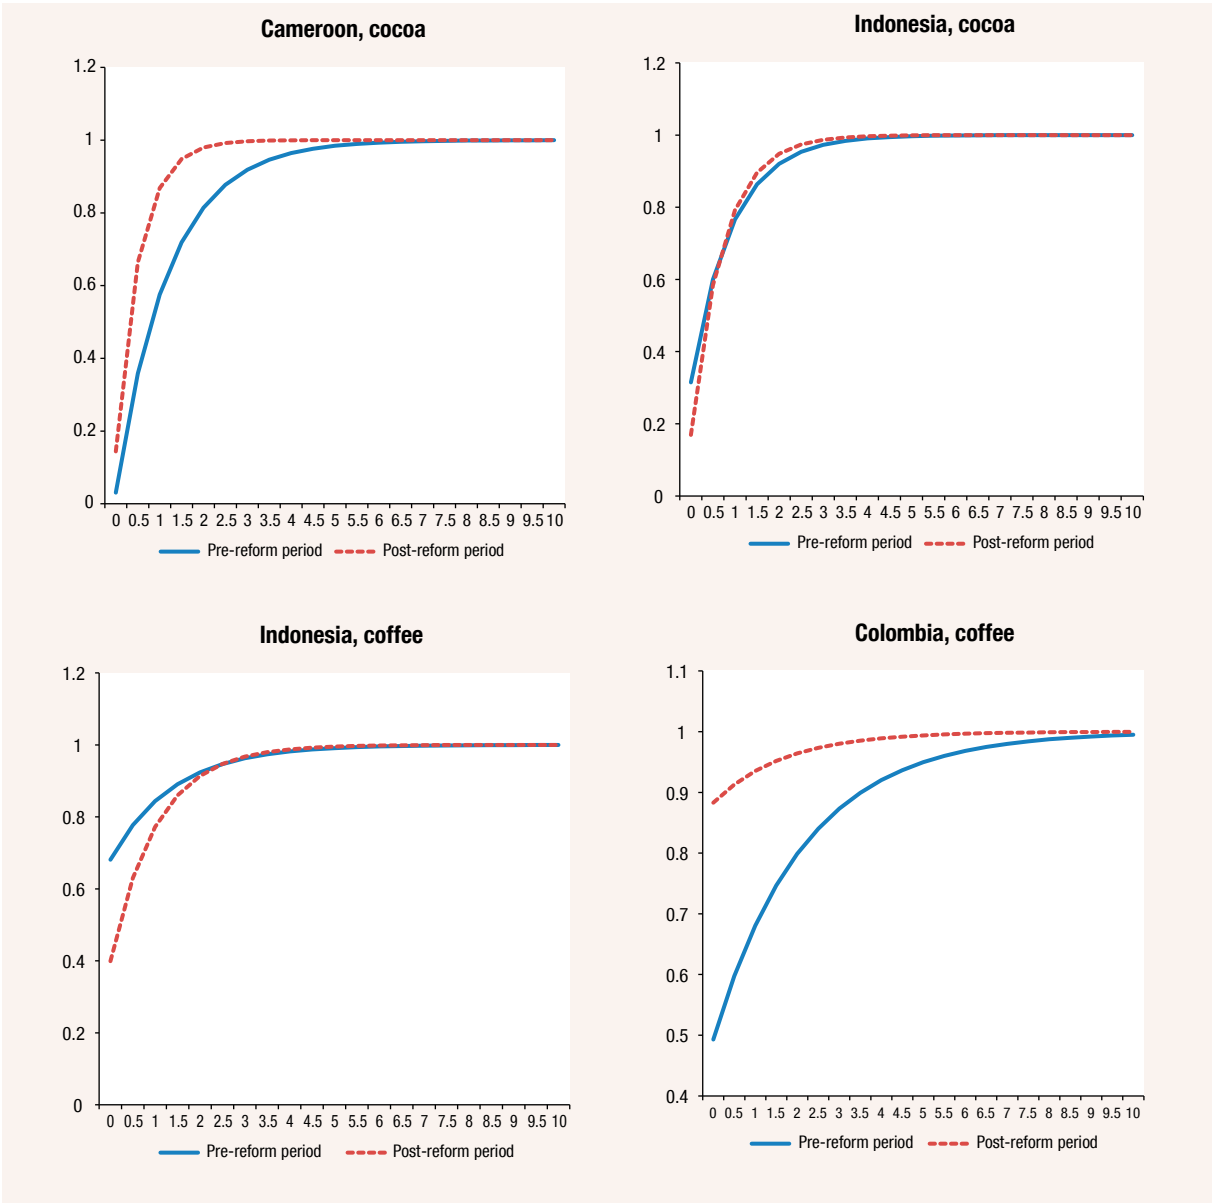 Cameroon, cocoa
1.2
1
0.8
0.6
0.4
0.2
0
0 0.5 1 1.5 2 2.5 3 3.5 4 4.5 5 5.5 6 6.5 7 7.5 8 8.5 9 9.5 10
Pre-reform period Post-reform period
Indonesia, cocoa
1.2
1
0.8
0.6
0.4
0.2
0
0 0.5 1 1.5 2 2.5 3 3.5 4 4.5 5 5.5 6 6.5 7 7.5 8 8.5 9 9.5 10
Pre-reform period Post-reform period
Indonesia, coffee
1.2
1
0.8
0.6
0.4
0.2
0
0 0.5 1 1.5 2 2.5 3 3.5 4 4.5 5 5.5 6 6.5 7 7.5 8 8.5 9 9.5 10
Pre-reform period Post-reform period
Colombia, coffee
1.1
1
0.9
0.8
0.7
0.6
0.5
0.4
0 0.5 1 1.5 2 2.5 3 3.5 4 4.5 5 5.5 6 6.5 7 7.5 8 8.5 9 9.5 10
Pre-reform period Post-reform period